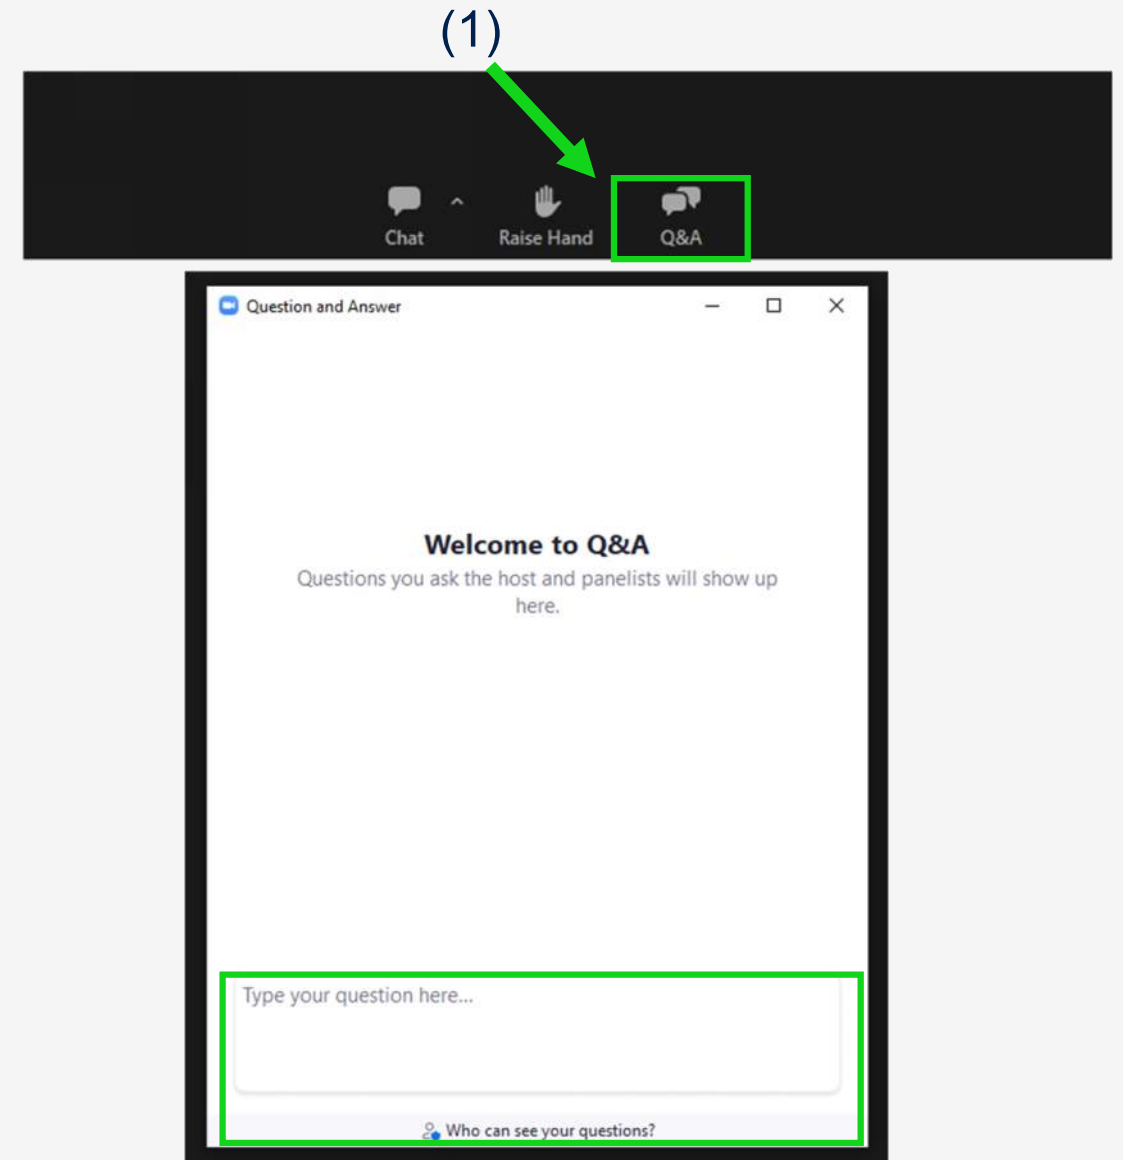 (1)
Chat
Raise Hand
Q&A
Question and Answer
Welcome to Q&A
Questions you ask the host and panelists will show up
here.
Type your question here...
Who can see your questions?